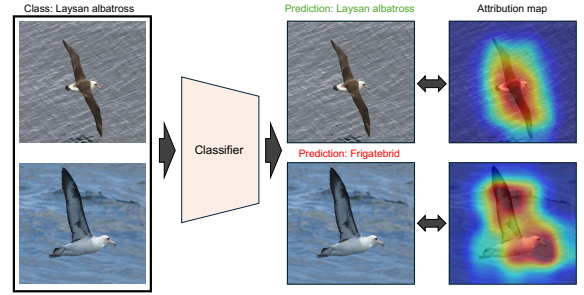 Class: Laysan albatross
Prediction: Laysan albatross
Attribution map
Classifier
Prediction: Frigatebrid